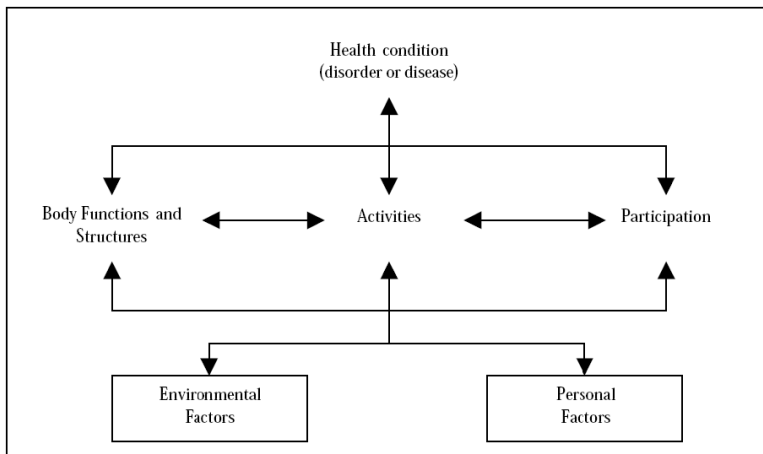 Health condition
(disorder or disease)
Body Functions and
Structures
Activities
Participation
Environmental
Factors
Personal
Factors